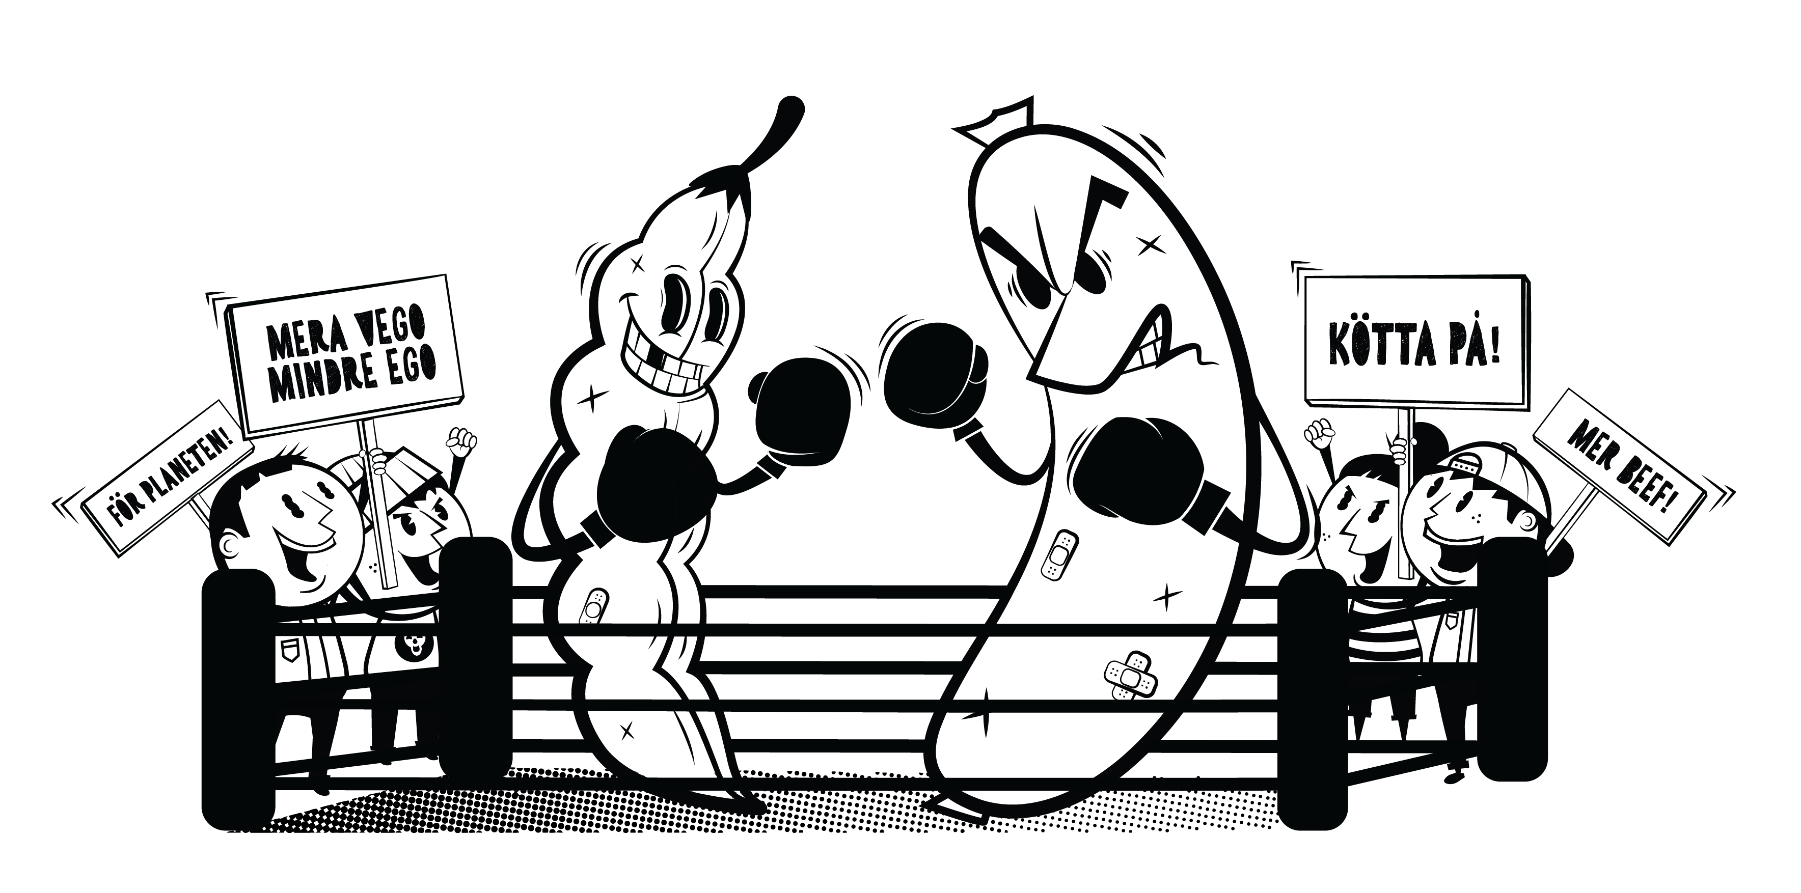 MERA VEGO
MINDRE EGO
FÖR PLANETEN!
KÖTTA PÅ!
MER BEEF!